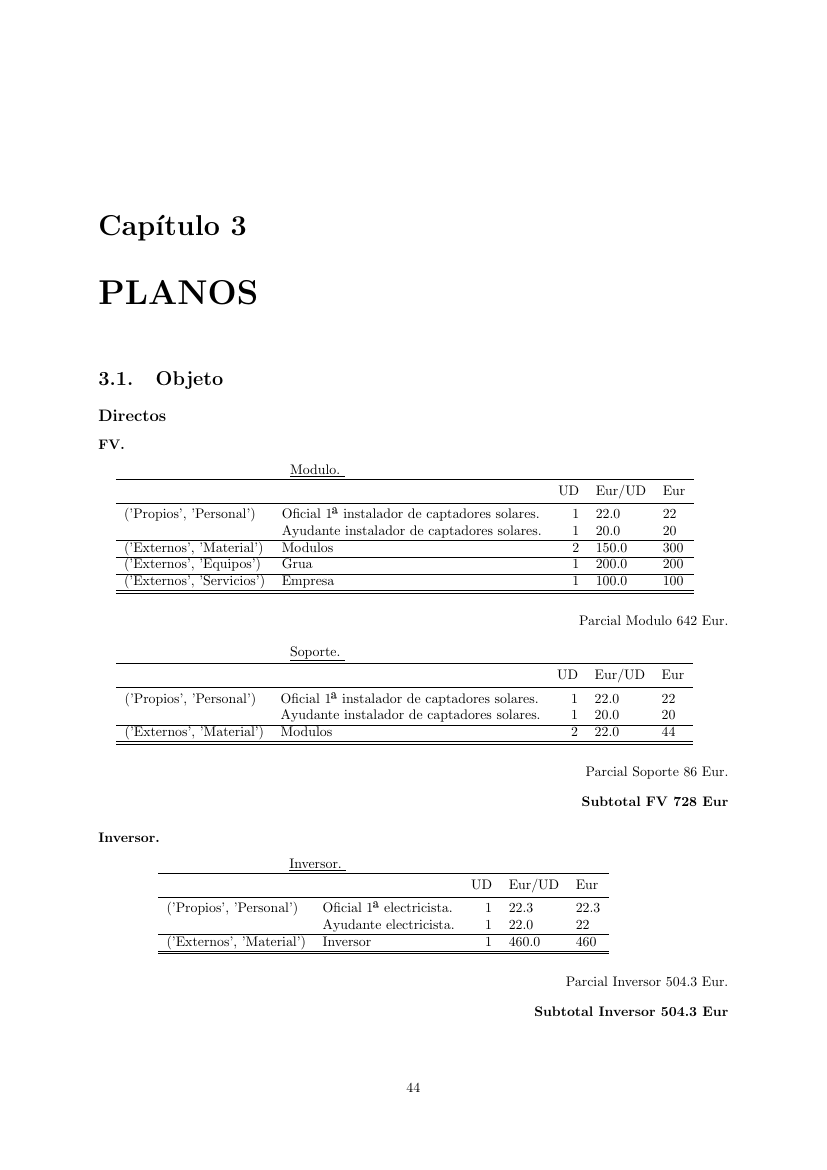 Capítulo 3
PLANOS
3.1. Objeto
Directos
FV.
Modulo.
UD Eur/UD Eur
('Propios', 'Personal') Oficial 1ª instalador de captadores solares. 1 22.0 22
Ayudante instalador de captadores solares. 1 20.0 20
('Externos', 'Material') Modulos 2 150.0 300
('Externos', 'Equipos') Grua 1 200.0 200
('Externos', 'Servicios') Empresa 1 100.0 100
Parcial Modulo 642 Eur.
Soporte.
UD Eur/UD Eur
('Propios', 'Personal') Oficial 1ª instalador de captadores solares. 1 22.0 22
Ayudante instalador de captadores solares. 1 20.0 20
('Externos', 'Material') Modulos 2 22.0 44
Parcial Soporte 86 Eur.
Subtotal FV 728 Eur
Inversor.
Inversor.
UD Eur/UD Eur
('Propios', 'Personal') Oficial 1ª electricista. 1 22.3 22.3
Ayudante electricista. 1 22.0 22
('Externos', 'Material') Inversor 1 460.0 460
Parcial Inversor 504.3 Eur.
Subtotal Inversor 504.3 Eur
44